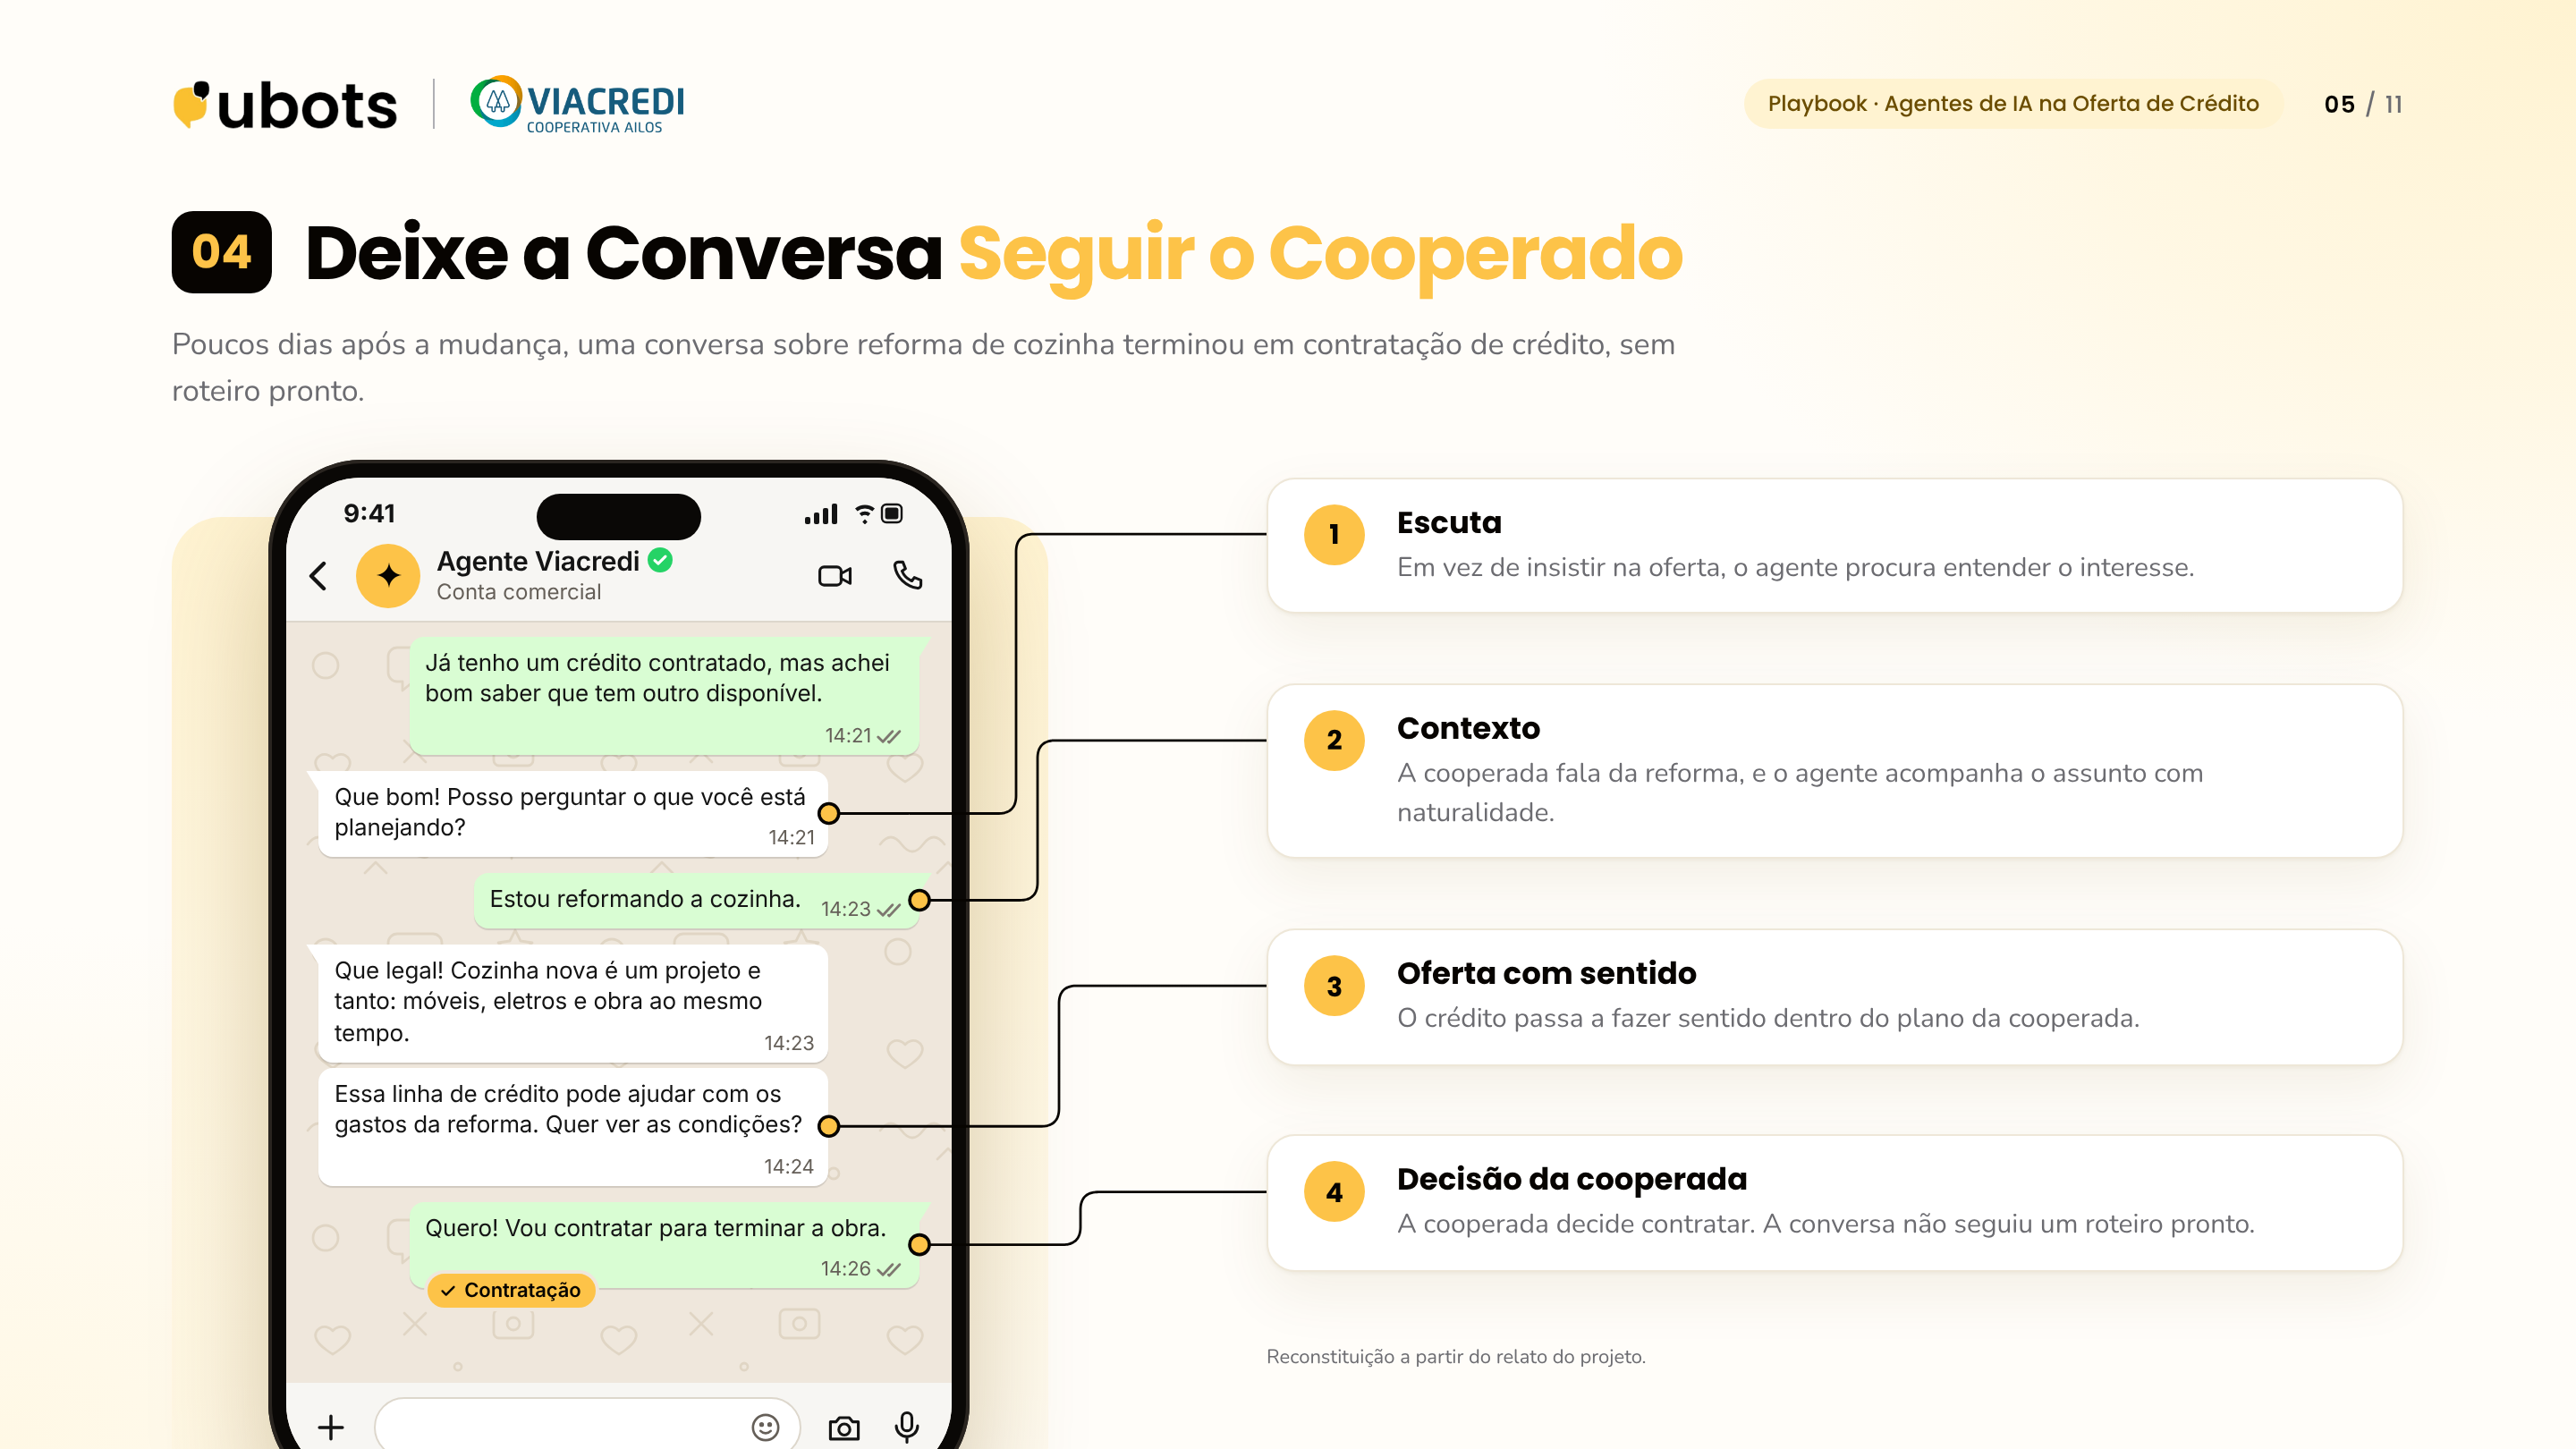 ubots
VIACREDI
COOPERATIVA AILOS
Playbook · Agentes de IA na Oferta de Crédito
05 / 11
04
Deixe a Conversa Seguir o Cooperado
Poucos dias após a mudança, uma conversa sobre reforma de cozinha terminou em contratação de crédito, sem
roteiro pronto.
9:41
Agente Viacredi
Conta comercial
Já tenho um crédito contratado, mas achei
bom saber que tem outro disponível.
14:21
Que bom! Posso perguntar o que você está
planejando?
14:21
Estou reformando a cozinha.
14:23
Que legal! Cozinha nova é um projeto e
tanto: móveis, eletros e obra ao mesmo
tempo.
14:23
Essa linha de crédito pode ajudar com os
gastos da reforma. Quer ver as condições?
14:24
Quero! Vou contratar para terminar a obra.
14:26
Contratação
1
Escuta
Em vez de insistir na oferta, o agente procura entender o interesse.
2
Contexto
A cooperada fala da reforma, e o agente acompanha o assunto com
naturalidade.
3
Oferta com sentido
O crédito passa a fazer sentido dentro do plano da cooperada.
4
Decisão da cooperada
A cooperada decide contratar. A conversa não seguiu um roteiro pronto.
Reconstituição a partir do relato do projeto.